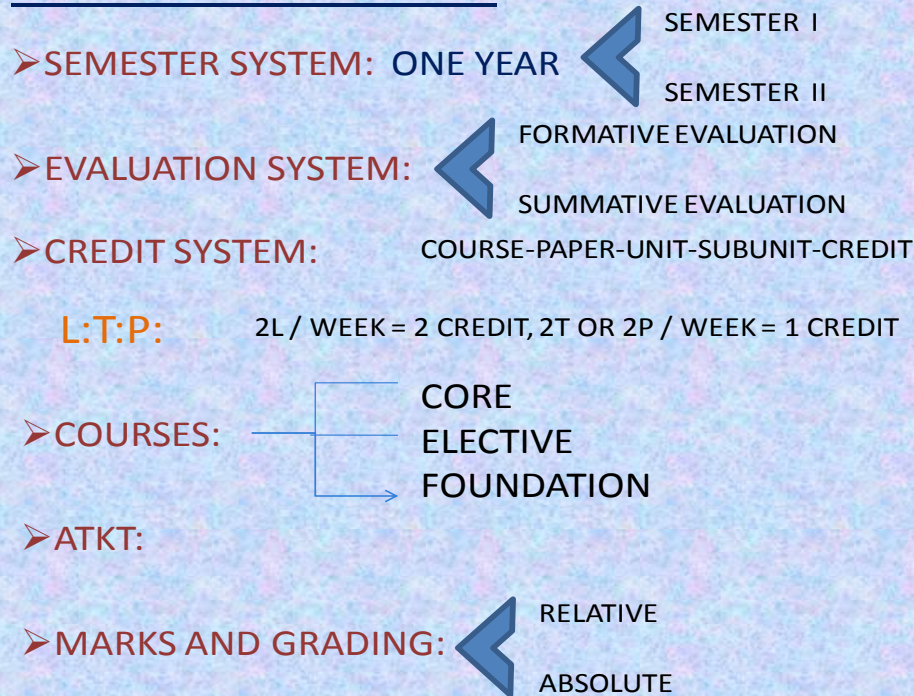 SEMESTER I
➢SEMESTER SYSTEM: ONE YEAR
SEMESTER II
FORMATIVE EVALUATION
➢EVALUATION SYSTEM:
SUMMATIVE EVALUATION
➢CREDIT SYSTEM: COURSE-PAPER-UNIT-SUBUNIT-CREDIT
L:T:P: 2L / WEEK = 2 CREDIT, 2T OR 2P / WEEK = 1 CREDIT
CORE
➢COURSES: ELECTIVE
FOUNDATION
➢ATKT:
RELATIVE
➢MARKS AND GRADING:
ABSOLUTE